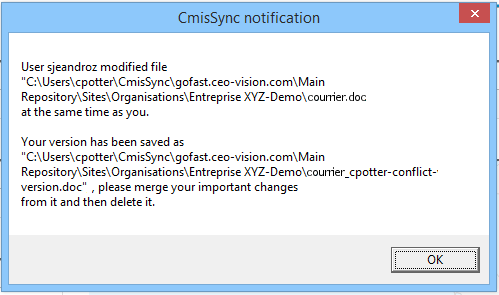 CmisSync notification
User sjeandroz modified file
"C:\Users\cpotter\CmisSync\gofast.ceo-vision.com\Main
Repository\Sites\Organisations\Entreprise XYZ-Demo\courrier.doc
at the same time as you.
Your version has been saved as
"C:\Users\cpotter\CmisSync\gofast.ceo-vision.com\Main
Repository\Sites\Organisations\Entreprise XYZ-Demo\courrier_cpotter-conflict-
version.doc" , please merge your important changes
from it and then delete it.
OK